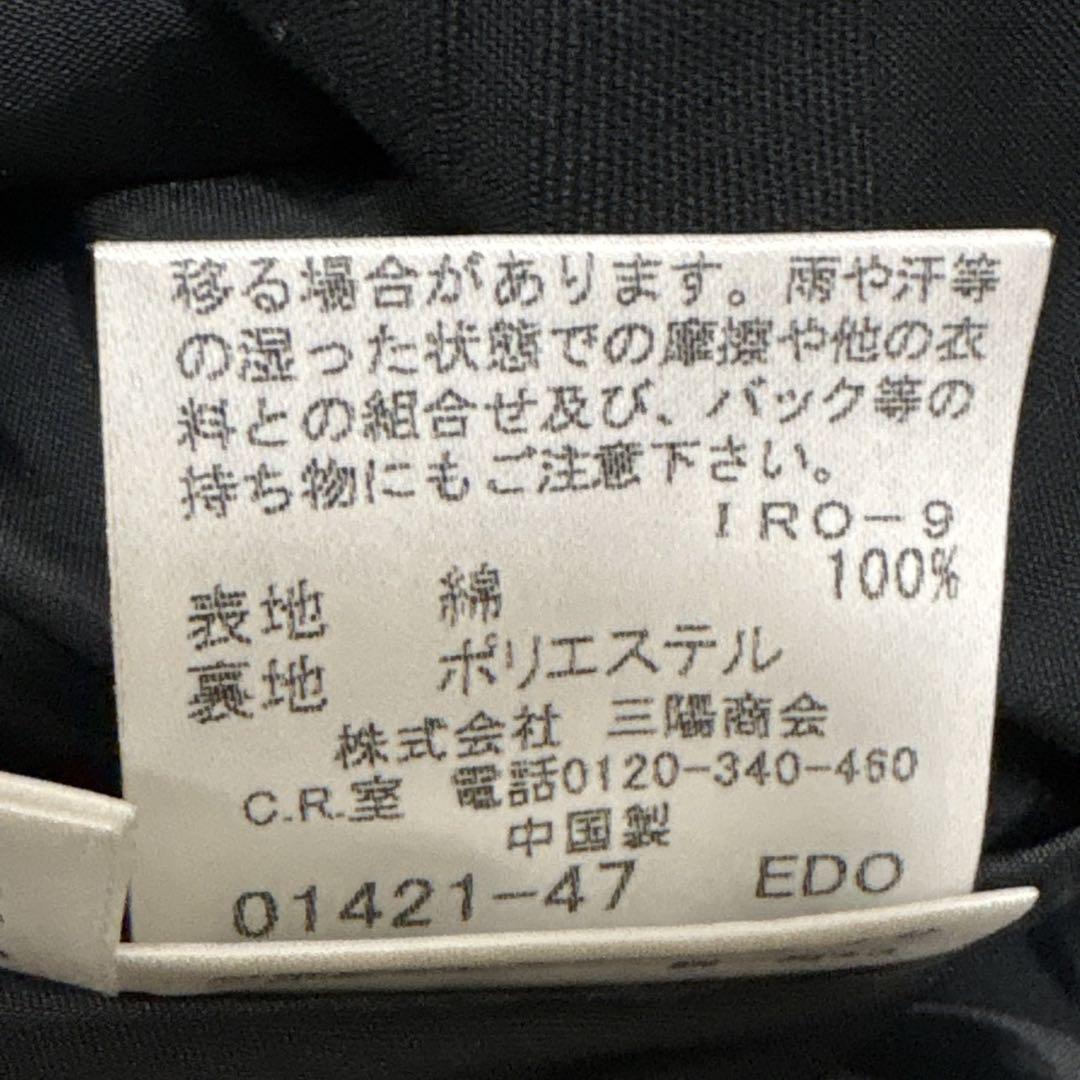 移る場合があります。雨や汗等
の湿った状態での摩擦や他の衣
料との組合せ及び、バック等の
持ち物にもご注意下さい。
IRO-9
表地 綿 100%
裏地 ポリエステル
株式会社 三陽商会
C.R.室 電話0120-340-460
中国製
01421-47 EDO